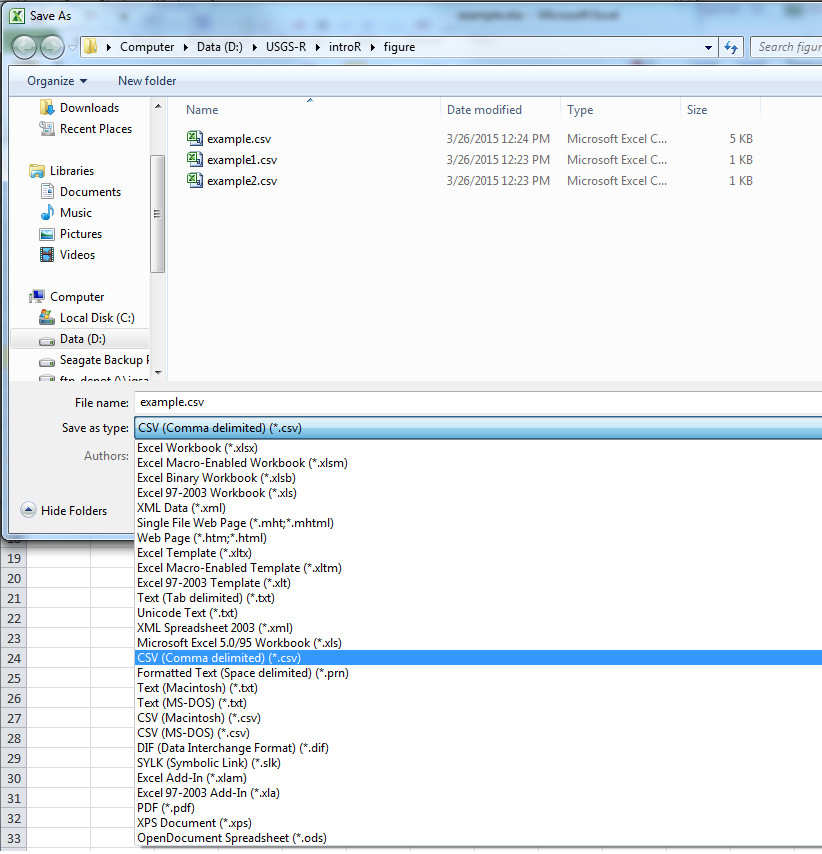 Save As
example.xlsx - Microsoft Excel
Computer Data (D:) USGS-R introR figure
Search figur
Organize New folder
Downloads
Recent Places
Libraries
Documents
Music
Pictures
Videos
Computer
Local Disk (C:)
Data (D:)
Seagate Backup P
Name Date modified Type Size
example.csv 3/26/2015 12:24 PM Microsoft Excel C... 5 KB
example1.csv 3/26/2015 12:23 PM Microsoft Excel C... 1 KB
example2.csv 3/26/2015 12:23 PM Microsoft Excel C... 1 KB
File name: example.csv
Save as type: CSV (Comma delimited) (*.csv)
Authors:
Hide Folders
Excel Workbook (*.xlsx)
Excel Macro-Enabled Workbook (*.xlsm)
Excel Binary Workbook (*.xlsb)
Excel 97-2003 Workbook (*.xls)
XML Data (*.xml)
Single File Web Page (*.mht;*.mhtml)
Web Page (*.htm;*.html)
Excel Template (*.xltx)
Excel Macro-Enabled Template (*.xltm)
Excel 97-2003 Template (*.xlt)
Text (Tab delimited) (*.txt)
Unicode Text (*.txt)
XML Spreadsheet 2003 (*.xml)
Microsoft Excel 5.0/95 Workbook (*.xls)
CSV (Comma delimited) (*.csv)
Formatted Text (Space delimited) (*.prn)
Text (Macintosh) (*.txt)
Text (MS-DOS) (*.txt)
CSV (Macintosh) (*.csv)
CSV (MS-DOS) (*.csv)
DIF (Data Interchange Format) (*.dif)
SYLK (Symbolic Link) (*.slk)
Excel Add-In (*.xlam)
Excel 97-2003 Add-In (*.xla)
PDF (*.pdf)
XPS Document (*.xps)
OpenDocument Spreadsheet (*.ods)
19
20
21
22
23
24
25
26
27
28
29
30
31
32
33